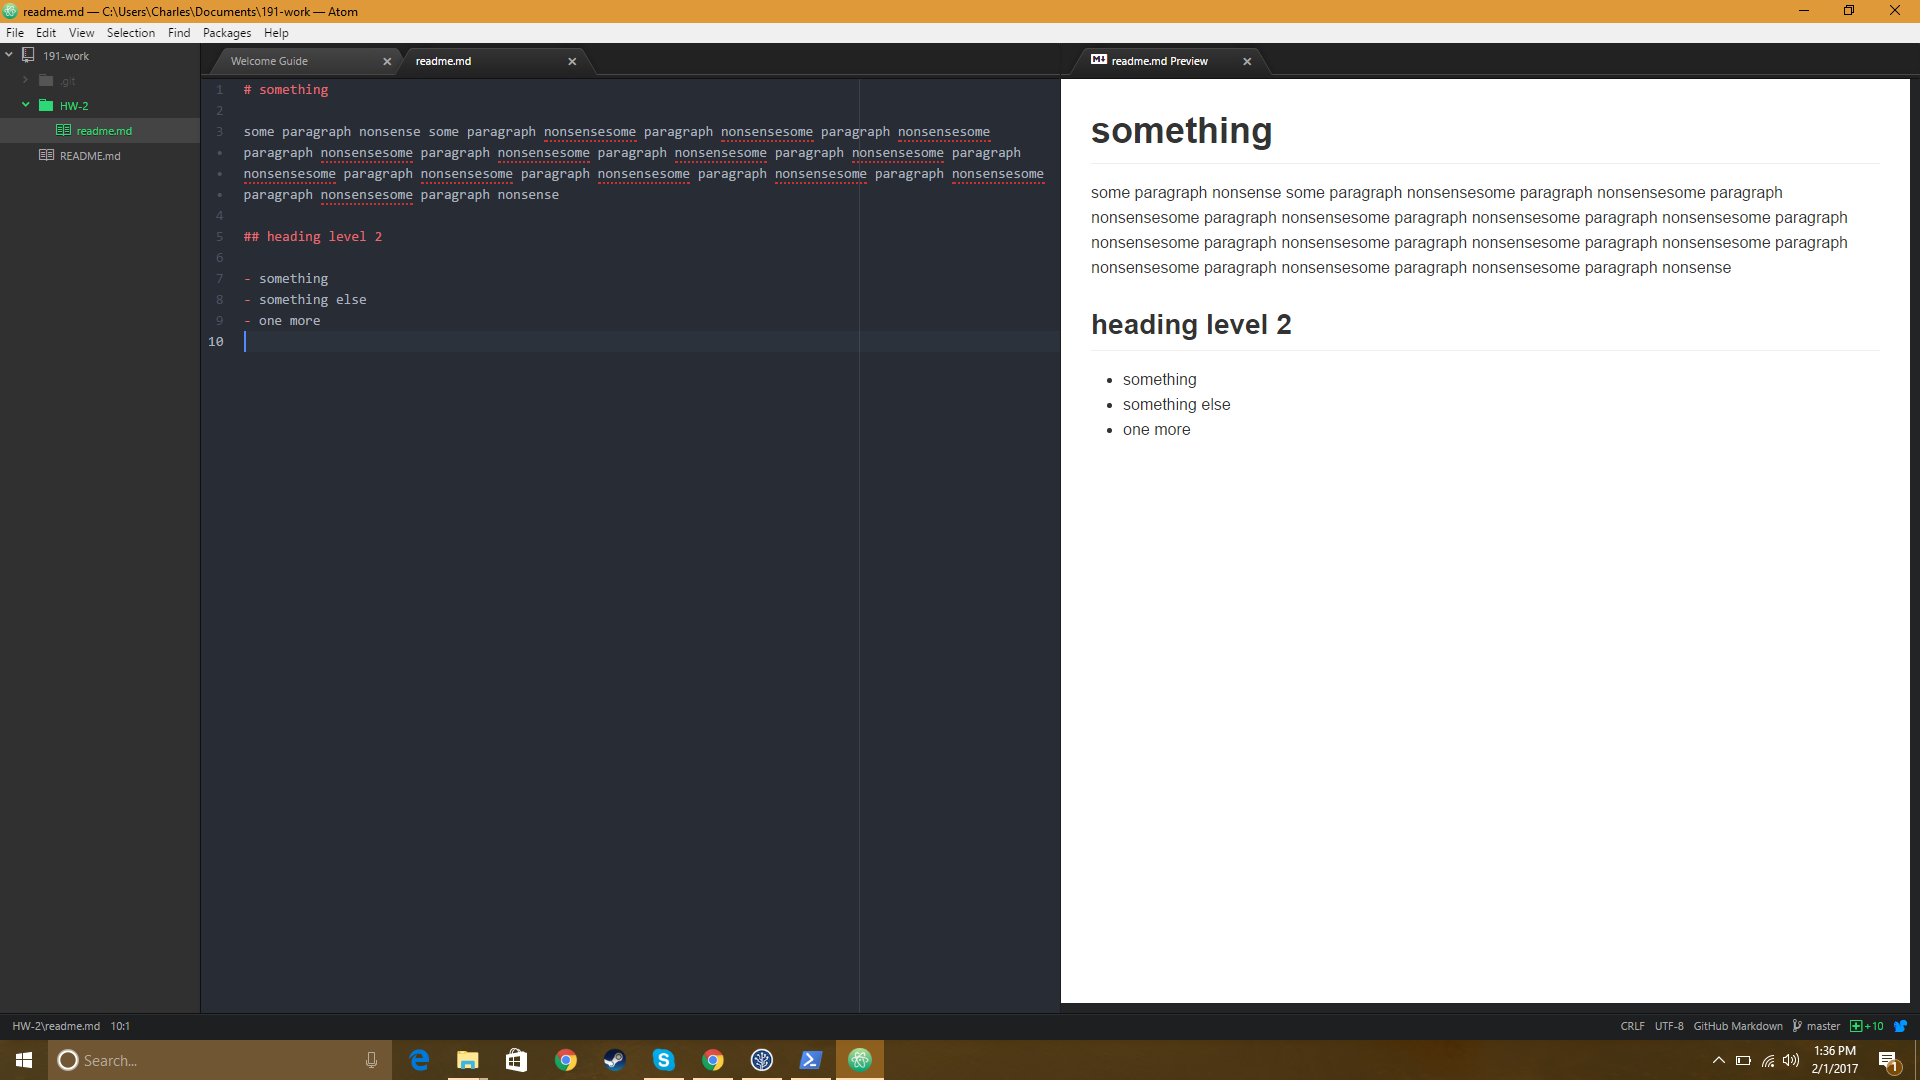 readme.md — C:\Users\Charles\Documents\191-work — Atom
File Edit View Selection Find Packages Help
191-work
.git
HW-2
readme.md
README.md
Welcome Guide
readme.md
1 # something
2
3 some paragraph nonsense some paragraph nonsensesome paragraph nonsensesome paragraph nonsensesome
• paragraph nonsensesome paragraph nonsensesome paragraph nonsensesome paragraph nonsensesome paragraph
• nonsensesome paragraph nonsensesome paragraph nonsensesome paragraph nonsensesome paragraph nonsensesome
• paragraph nonsensesome paragraph nonsense
4
5 ## heading level 2
6
7 - something
8 - something else
9 - one more
10
readme.md Preview
something
some paragraph nonsense some paragraph nonsensesome paragraph nonsensesome paragraph
nonsensesome paragraph nonsensesome paragraph nonsensesome paragraph nonsensesome paragraph
nonsensesome paragraph nonsensesome paragraph nonsensesome paragraph nonsensesome paragraph
nonsensesome paragraph nonsensesome paragraph nonsensesome paragraph nonsense
heading level 2
• something
• something else
• one more
HW-2\readme.md 10:1
CRLF UTF-8 GitHub Markdown master +10
Search...
1:36 PM
2/1/2017
1